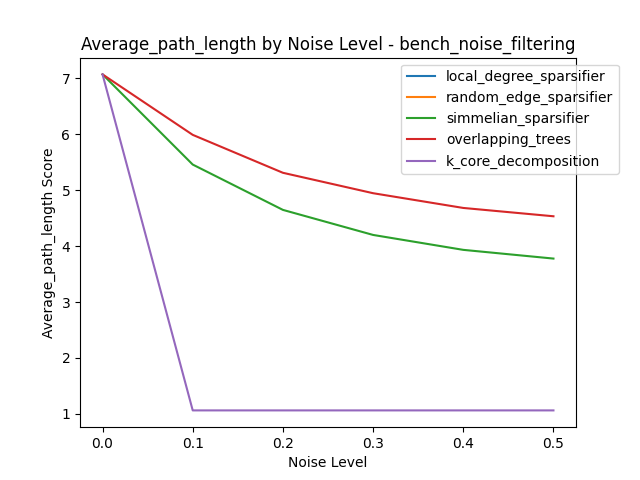 Average_path_length by Noise Level - bench_noise_filtering
local_degree_sparsifier
random_edge_sparsifier
simmelian_sparsifier
overlapping_trees
k_core_decomposition
Average_path_length Score
7
6
5
4
3
2
1
0.0 0.1 0.2 0.3 0.4 0.5
Noise Level